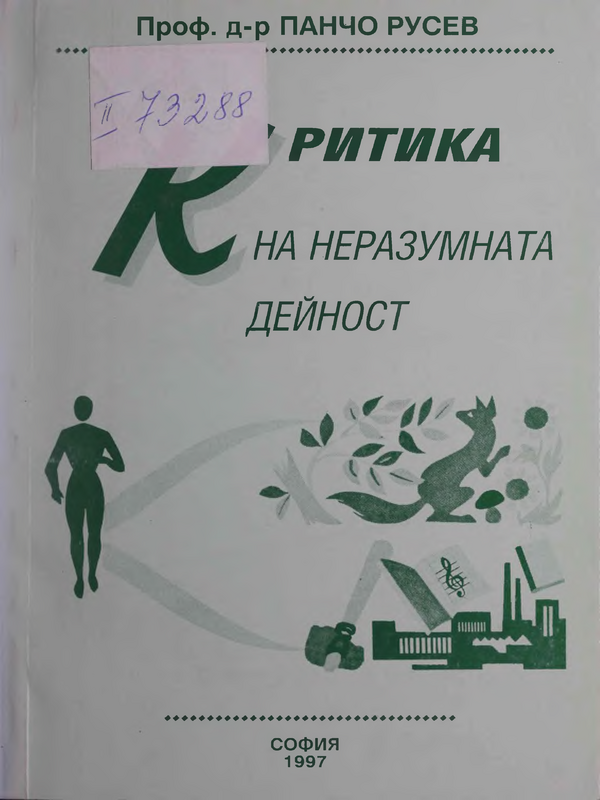 Проф. д-р ПАНЧО РУСЕВ
II 73288
КРИТИКА
НА НЕРАЗУМНАТА
ДЕЙНОСТ
СОФИЯ
1997